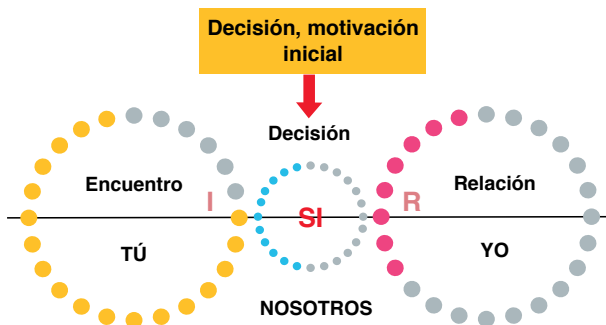 Decisión, motivación
inicial
Decisión
Encuentro
I
SI
R
Relación
TÚ
YO
NOSOTROS